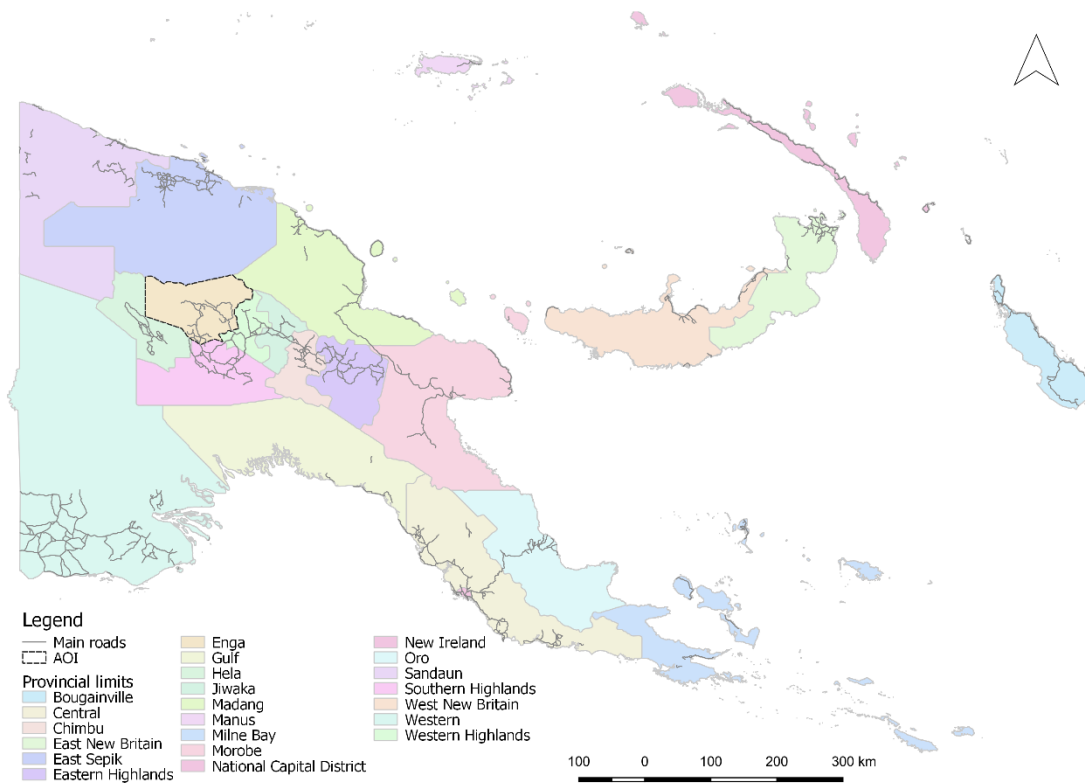 Legend
Main roads
AOI
Provincial limits
Bougainville
Central
Chimbu
East New Britain
East Sepik
Eastern Highlands
Enga
Gulf
Hela
Jiwaka
Madang
Manus
Milne Bay
Morobe
National Capital District
New Ireland
Oro
Sandaun
Southern Highlands
West New Britain
Western
Western Highlands
100 0 100 200 300 km